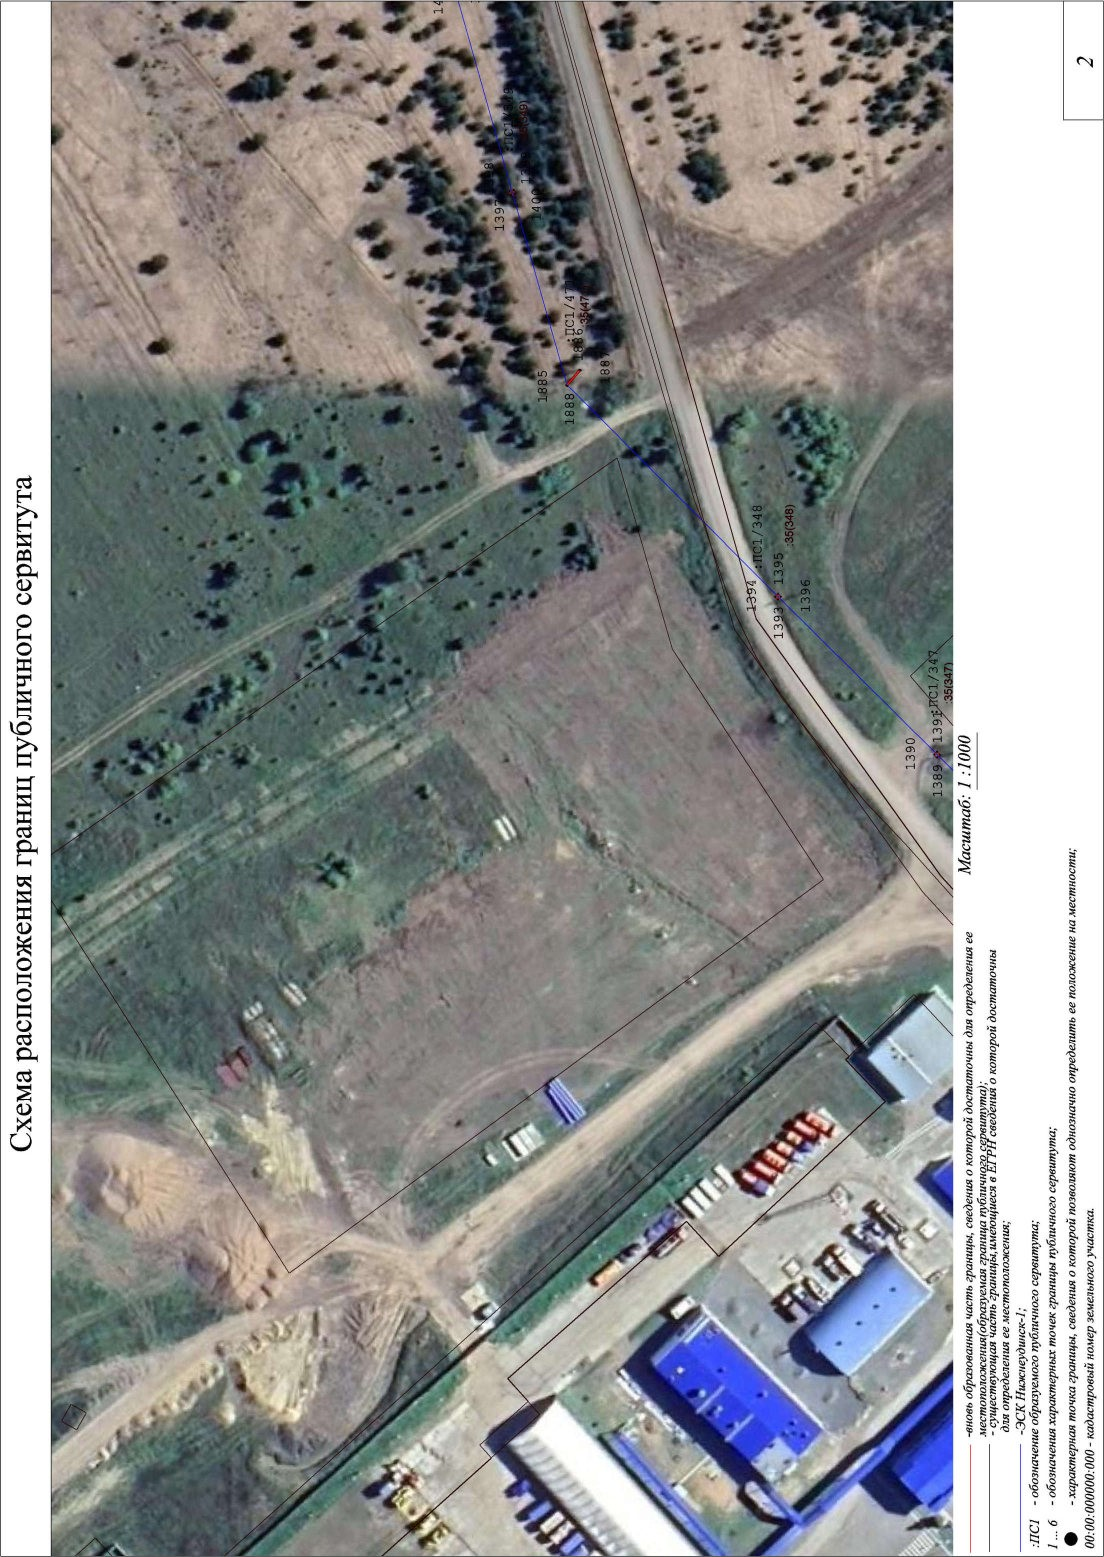 Схема расположения границ публичного сервитута
1397
:ПС1/47
:35(47)
1885
1886
1887
1888
:ПС1/348
:35(348)
1394
1395
1393
1396
:ПС1/347
:35(347)
1390
1391
1389
Масштаб: 1 :1000
-вновь образованная часть границы, сведения о которой достаточны для определения ее
местоположения(образуемая граница публичного сервитута);
- существующая часть границы,имеющиеся в ЕГРН сведения о которой достаточны
для определения ее местоположения;
-ЭСК Нижнеудинск-1;
:ПС1 - обозначение образуемого публичного сервитута;
1 ... 6 - обозначения характерных точек границы публичного сервитута;
- характерная точка границы, сведения о которой позволяют однозначно определить ее положение на местности;
00:00:000000:000 - кадастровый номер земельного участка.
2